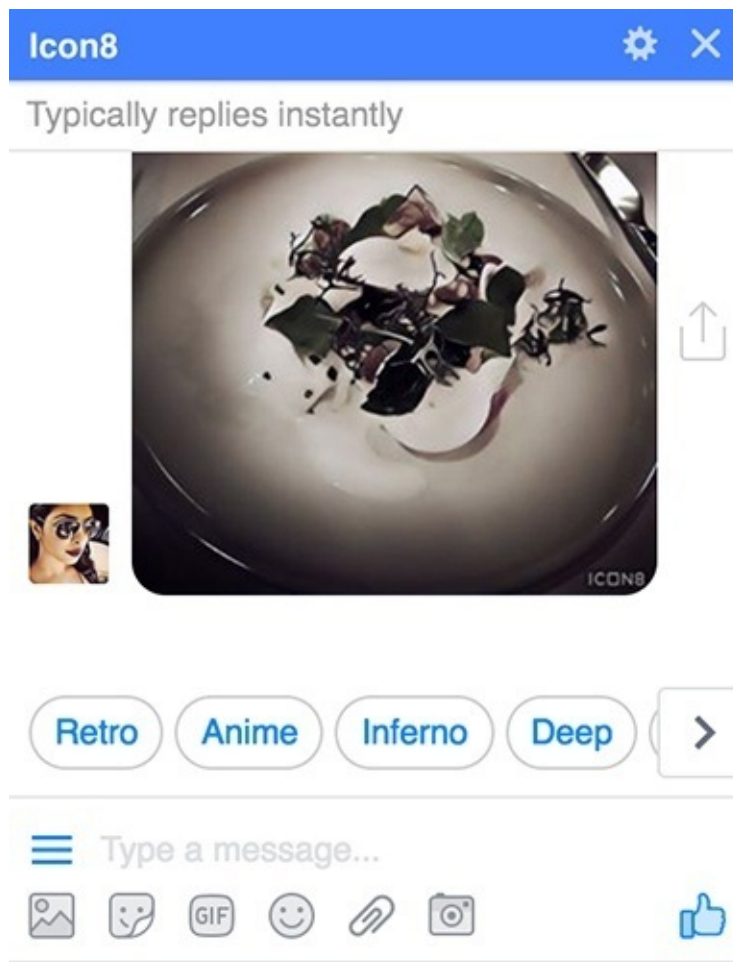 Icon8
Typically replies instantly
ICON8
Retro Anime Inferno Deep
Type a message...
GIF